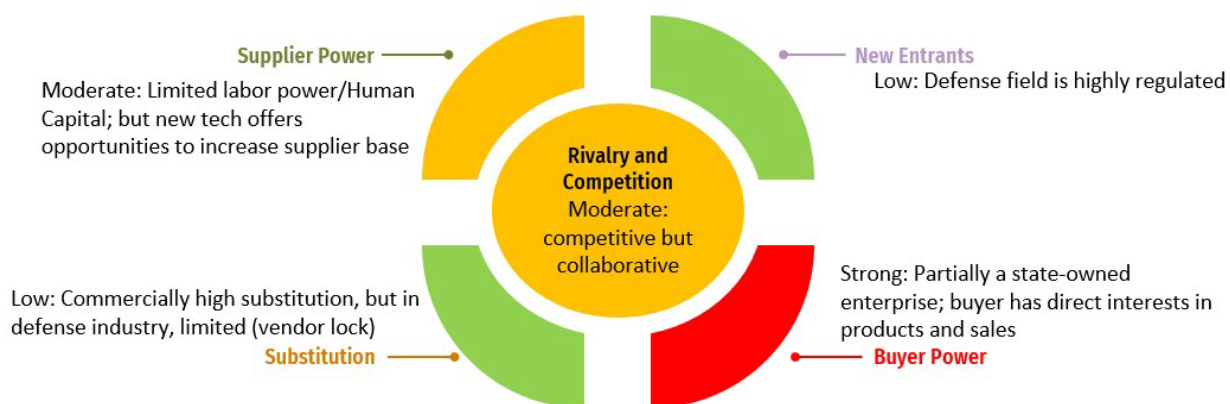 Supplier Power
Moderate: Limited labor power/Human
Capital; but new tech offers
opportunities to increase supplier base
New Entrants
Low: Defense field is highly regulated
Rivalry and
Competition
Moderate:
competitive but
collaborative
Low: Commercially high substitution, but in
defense industry, limited (vendor lock)
Substitution
Strong: Partially a state-owned
enterprise; buyer has direct interests in
products and sales
Buyer Power